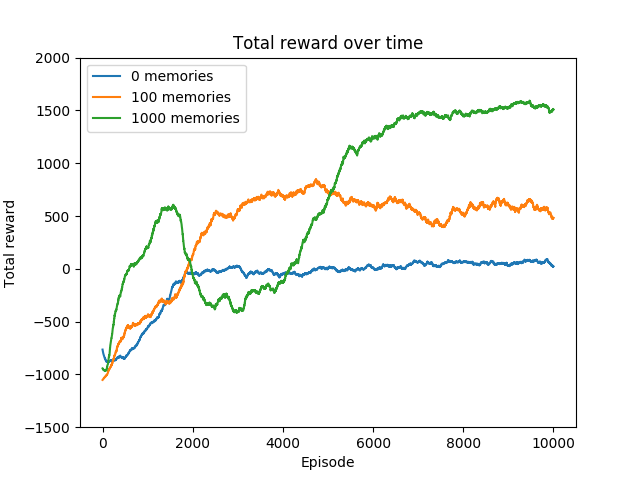 Total reward over time
0 memories
100 memories
1000 memories
2000
1500
1000
500
0
−500
−1000
−1500
Total reward
0 2000 4000 6000 8000 10000
Episode